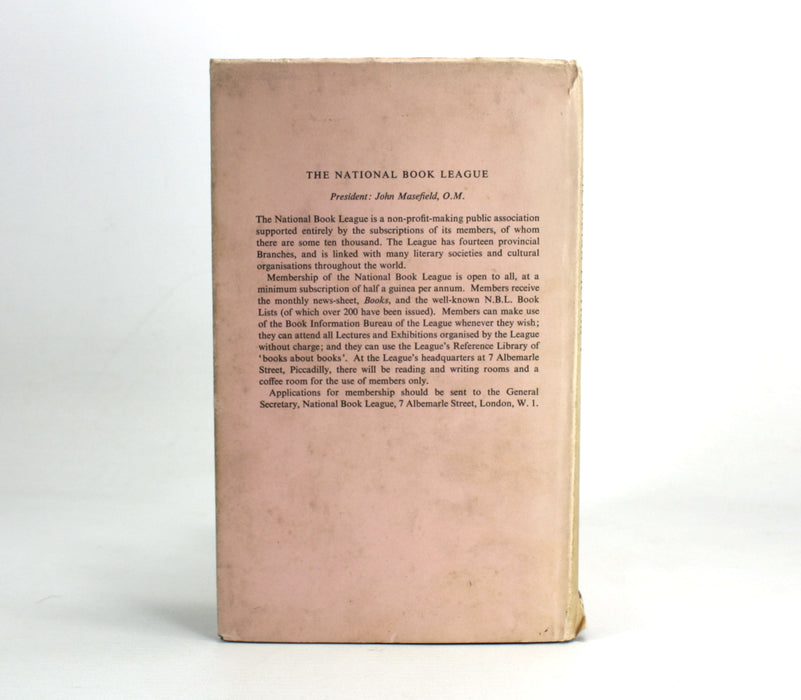 THE NATIONAL BOOK LEAGUE
President: John Masefield, O.M.
The National Book League is a non-profit-making public association
supported entirely by the subscriptions of its members, of whom
there are some ten thousand. The League has fourteen provincial
Branches, and is linked with many literary societies and cultural
organisations throughout the world.
Membership of the National Book League is open to all, at a
minimum subscription of half a guinea per annum. Members receive
the monthly news-sheet, Books, and the well-known N.B.L. Book
Lists (of which over 200 have been issued). Members can make use
of the Book Information Bureau of the League whenever they wish;
they can attend all Lectures and Exhibitions organised by the League
without charge; and they can use the League's Reference Library of
'books about books'. At the League's headquarters at 7 Albemarle
Street, Piccadilly, there will be reading and writing rooms and a
coffee room for the use of members only.
Applications for membership should be sent to the General
Secretary, National Book League, 7 Albemarle Street, London, W. 1.